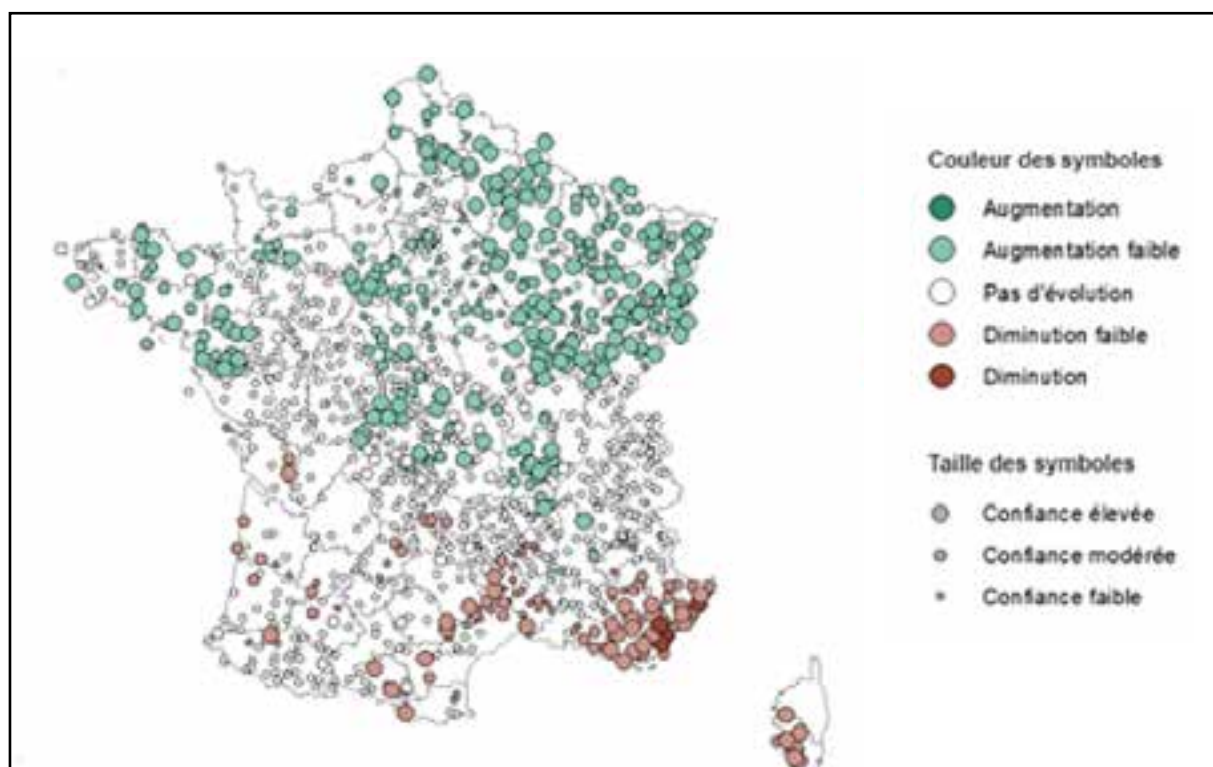 Couleur des symboles
Augmentation
Augmentation faible
Pas d'évolution
Diminution faible
Diminution
Taille des symboles
Confiance élevée
Confiance modérée
Confiance faible